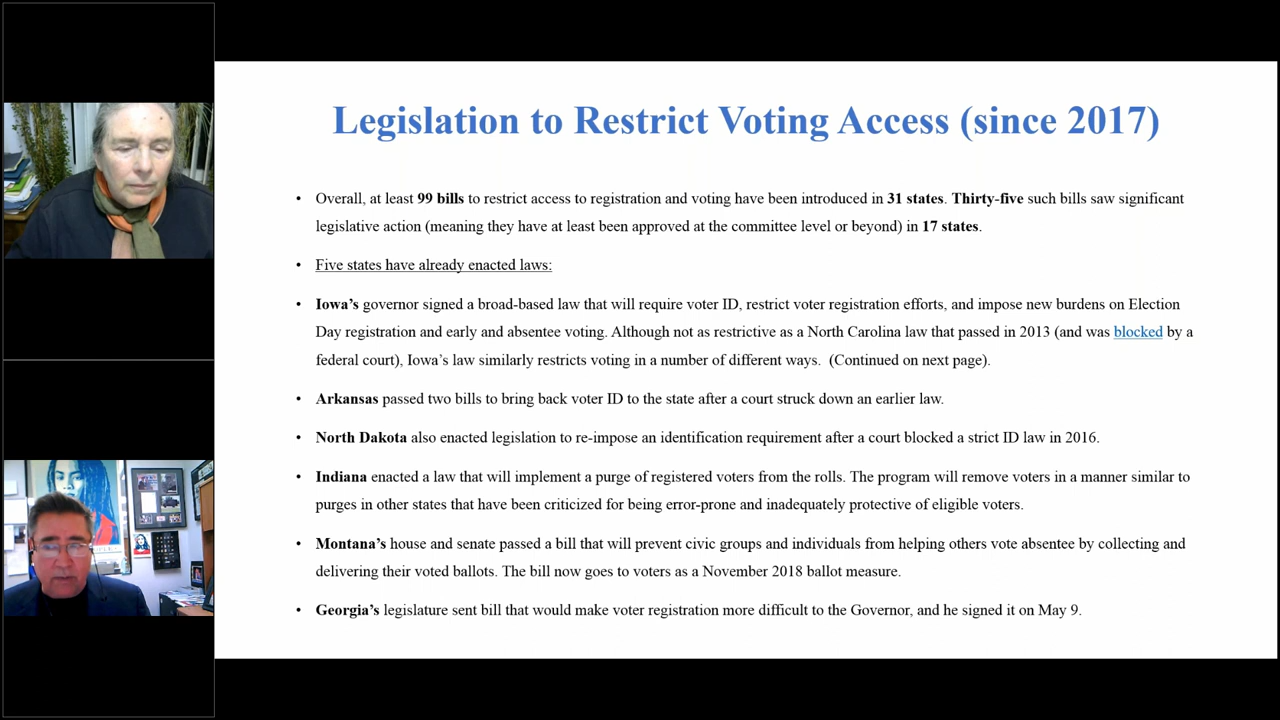 Legislation to Restrict Voting Access (since 2017)
• Overall, at least 99 bills to restrict access to registration and voting have been introduced in 31 states. Thirty-five such bills saw significant
legislative action (meaning they have at least been approved at the committee level or beyond) in 17 states.
• Five states have already enacted laws:
• Iowa’s governor signed a broad-based law that will require voter ID, restrict voter registration efforts, and impose new burdens on Election
Day registration and early and absentee voting. Although not as restrictive as a North Carolina law that passed in 2013 (and was blocked by a
federal court), Iowa’s law similarly restricts voting in a number of different ways. (Continued on next page).
• Arkansas passed two bills to bring back voter ID to the state after a court struck down an earlier law.
• North Dakota also enacted legislation to re-impose an identification requirement after a court blocked a strict ID law in 2016.
• Indiana enacted a law that will implement a purge of registered voters from the rolls. The program will remove voters in a manner similar to
purges in other states that have been criticized for being error-prone and inadequately protective of eligible voters.
• Montana’s house and senate passed a bill that will prevent civic groups and individuals from helping others vote absentee by collecting and
delivering their voted ballots. The bill now goes to voters as a November 2018 ballot measure.
• Georgia’s legislature sent bill that would make voter registration more difficult to the Governor, and he signed it on May 9.